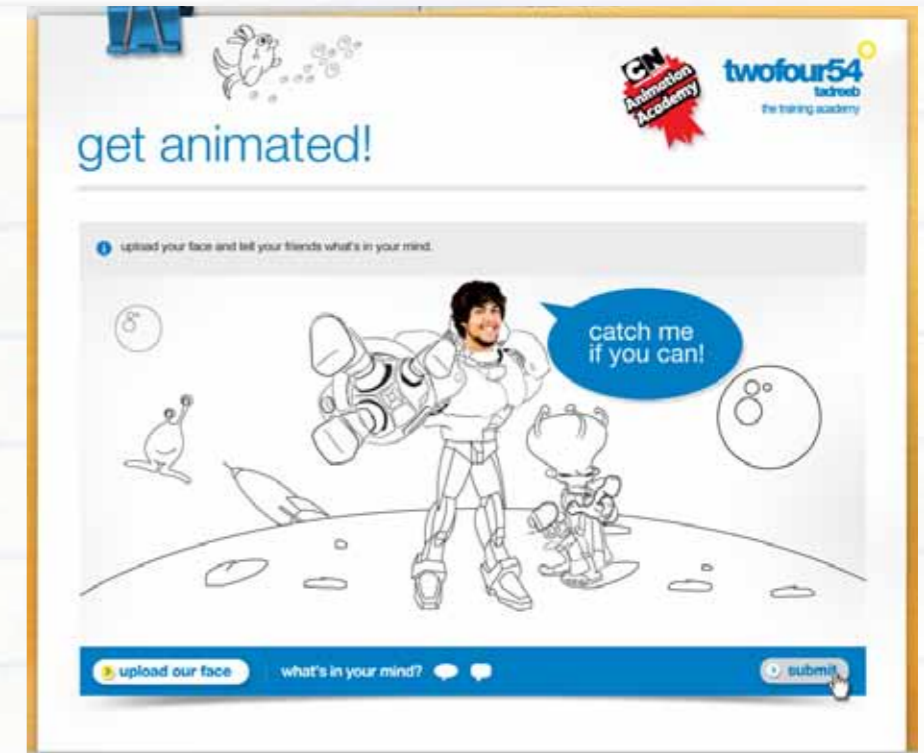 CN
Animation
Academy
twofour54
tadreeb
the training academy
get animated!
upload your face and tell your friends what's in your mind.
catch me
if you can!
upload our face
what's in your mind?
submit